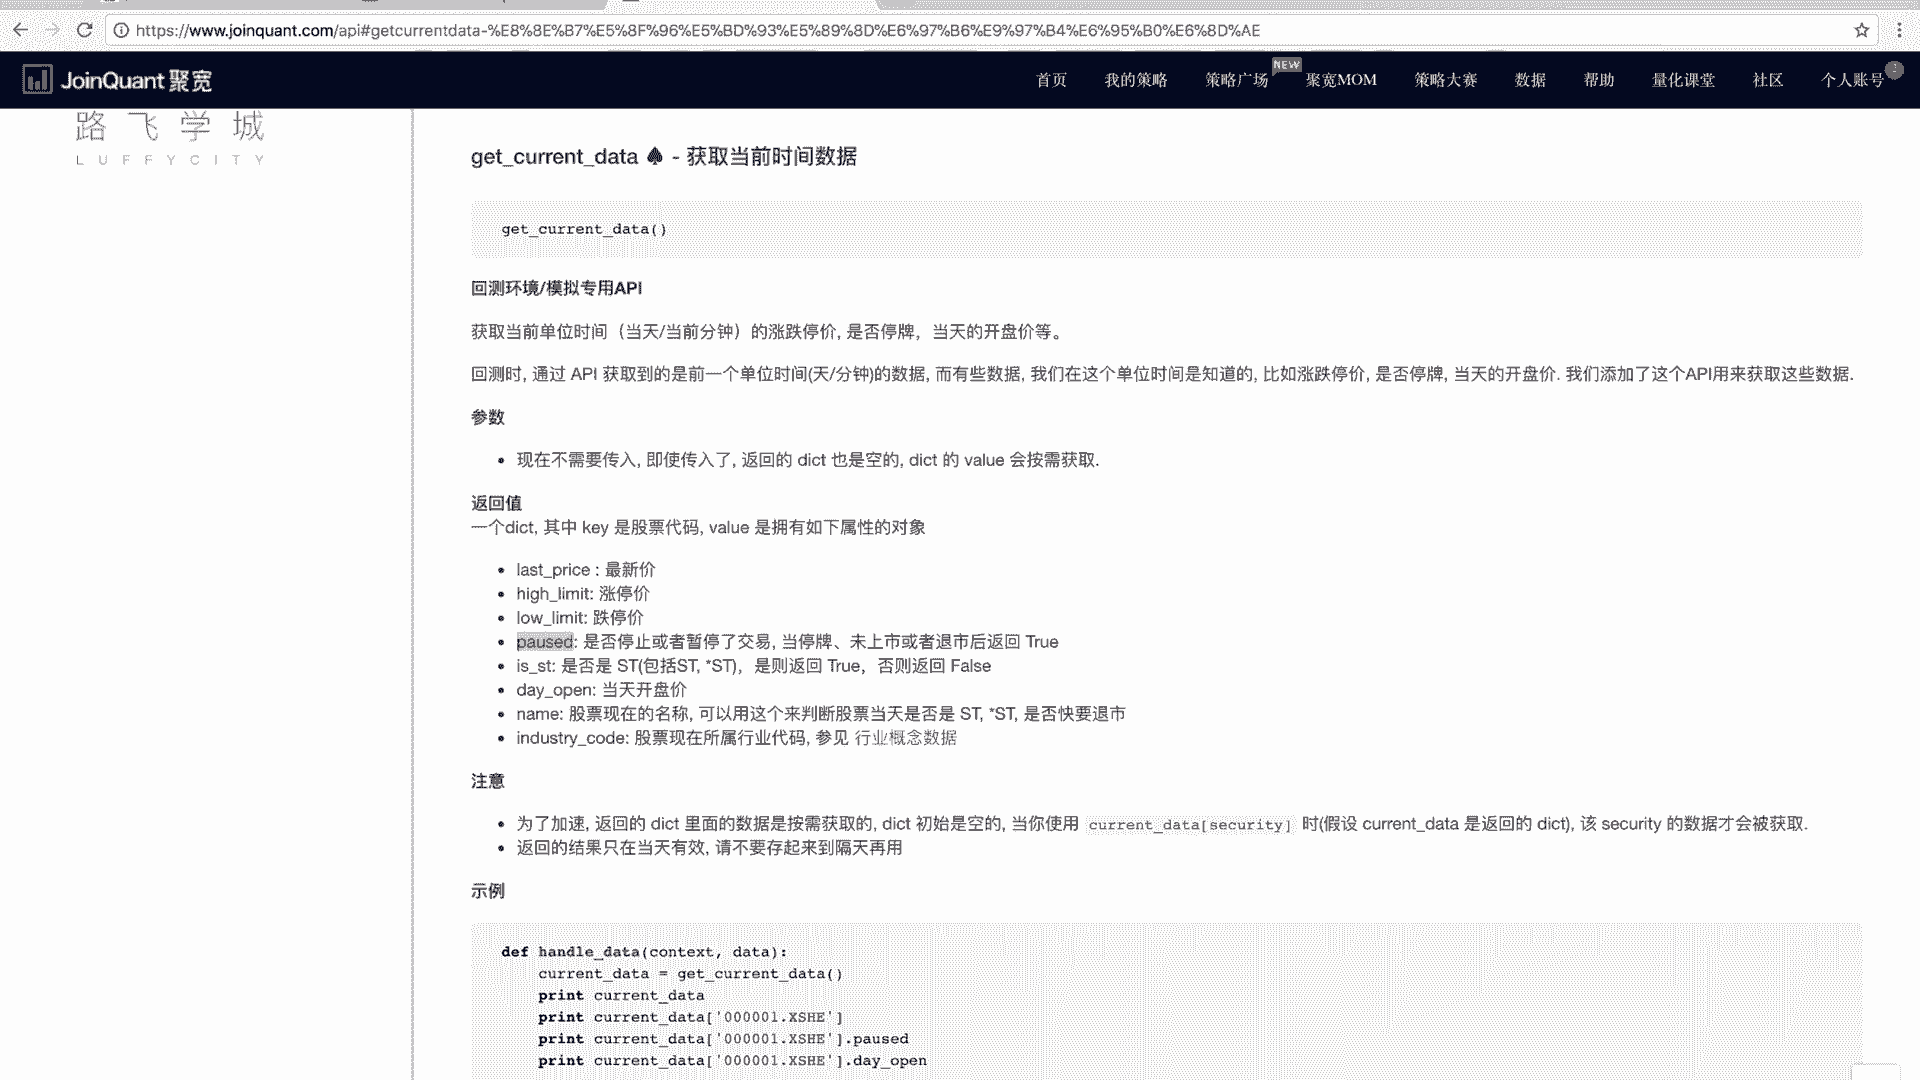 https://www.joinquant.com/api#getcurrentdata-%E8%8E%B7%E5%8F%96%E5%BD%93%E5%89%8D%E6%97%B6%E9%97%B4%E6%95%B0%E6%8D%AE
JoinQuant 聚宽
首页 我的策略 策略广场 NEW 聚宽MOM 策略大赛 数据 帮助 量化课堂 社区 个人账号
路飞学城
LUFFYCITY
get_current_data ♠ - 获取当前时间数据
get_current_data()
回测环境/模拟专用API
获取当前单位时间（当天/当前分钟）的涨跌停价, 是否停牌，当天的开盘价等。
回测时, 通过 API 获取到的是前一个单位时间(天/分钟)的数据, 而有些数据, 我们在这个单位时间是知道的, 比如涨跌停价, 是否停牌, 当天的开盘价. 我们添加了这个API用来获取这些数据.
参数
• 现在不需要传入, 即使传入了, 返回的 dict 也是空的, dict 的 value 会按需获取.
返回值
一个dict, 其中 key 是股票代码, value 是拥有如下属性的对象
• last_price : 最新价
• high_limit: 涨停价
• low_limit: 跌停价
• paused: 是否停止或者暂停了交易, 当停牌、未上市或者退市后返回 True
• is_st: 是否是 ST(包括ST, *ST)，是则返回 True，否则返回 False
• day_open: 当天开盘价
• name: 股票现在的名称, 可以用这个来判断股票当天是否是 ST, *ST, 是否快要退市
• industry_code: 股票现在所属行业代码, 参见 行业概念数据
注意
• 为了加速, 返回的 dict 里面的数据是按需获取的, dict 初始是空的, 当你使用 current_data[security] 时(假设 current_data 是返回的 dict), 该 security 的数据才会被获取.
• 返回的结果只在当天有效, 请不要存起来到隔天再用
示例
def handle_data(context, data):
current_data = get_current_data()
print current_data
print current_data['000001.XSHE']
print current_data['000001.XSHE'].paused
print current_data['000001.XSHE'].day_open